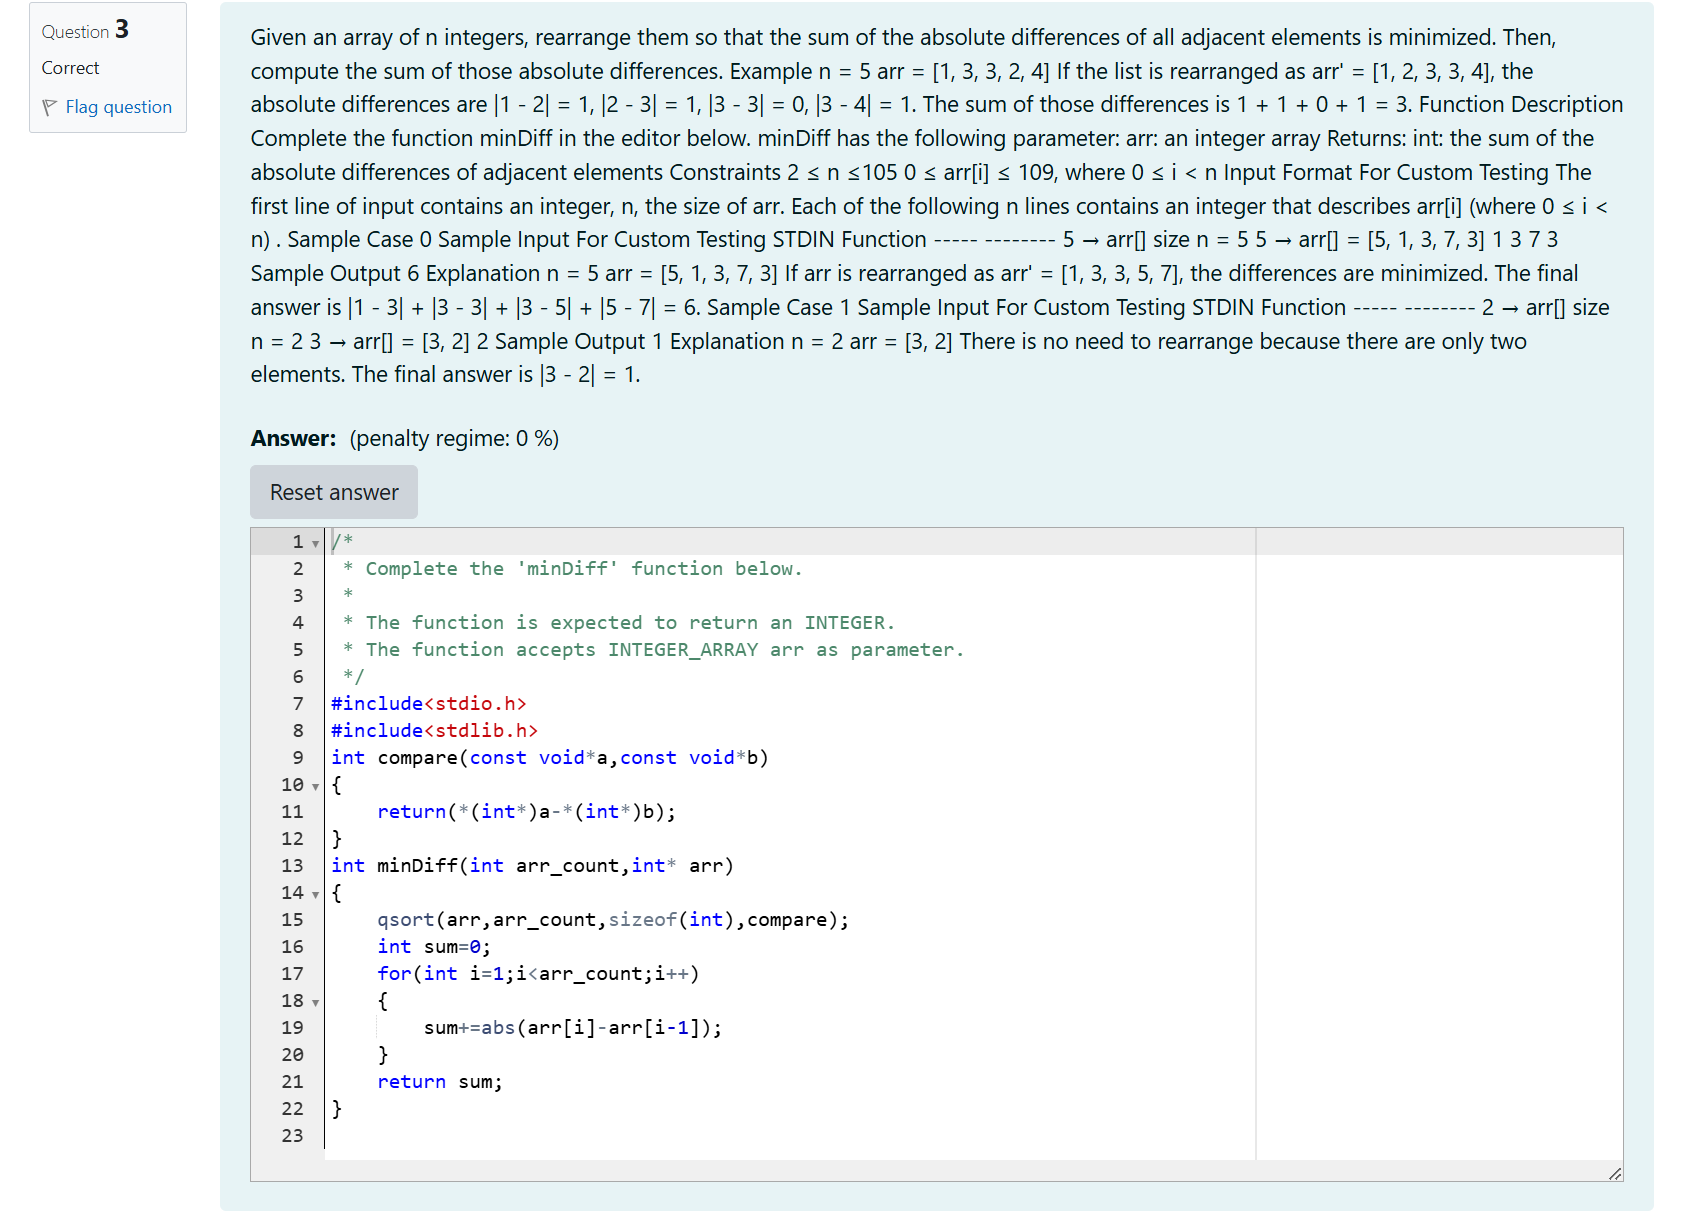 Question 3
Correct
Flag question
Given an array of n integers, rearrange them so that the sum of the absolute differences of all adjacent elements is minimized. Then,
compute the sum of those absolute differences. Example n = 5 arr = [1, 3, 3, 2, 4] If the list is rearranged as arr' = [1, 2, 3, 3, 4], the
absolute differences are |1 - 2| = 1, |2 - 3| = 1, |3 - 3| = 0, |3 - 4| = 1. The sum of those differences is 1 + 1 + 0 + 1 = 3. Function Description
Complete the function minDiff in the editor below. minDiff has the following parameter: arr: an integer array Returns: int: the sum of the
absolute differences of adjacent elements Constraints 2 ≤ n ≤105 0 ≤ arr[i] ≤ 109, where 0 ≤ i < n Input Format For Custom Testing The
first line of input contains an integer, n, the size of arr. Each of the following n lines contains an integer that describes arr[i] (where 0 ≤ i <
n) . Sample Case 0 Sample Input For Custom Testing STDIN Function ----- -------- 5 → arr[] size n = 5 5 → arr[] = [5, 1, 3, 7, 3] 1 3 7 3
Sample Output 6 Explanation n = 5 arr = [5, 1, 3, 7, 3] If arr is rearranged as arr' = [1, 3, 3, 5, 7], the differences are minimized. The final
answer is |1 - 3| + |3 - 3| + |3 - 5| + |5 - 7| = 6. Sample Case 1 Sample Input For Custom Testing STDIN Function ----- -------- 2 → arr[] size
n = 2 3 → arr[] = [3, 2] 2 Sample Output 1 Explanation n = 2 arr = [3, 2] There is no need to rearrange because there are only two
elements. The final answer is |3 - 2| = 1.
Answer: (penalty regime: 0 %)
Reset answer
1 /*
2  * Complete the 'minDiff' function below.
3  *
4  * The function is expected to return an INTEGER.
5  * The function accepts INTEGER_ARRAY arr as parameter.
6  */
7 #include<stdio.h>
8 #include<stdlib.h>
9 int compare(const void*a,const void*b)
10 {
11     return(*(int*)a-*(int*)b);
12 }
13 int minDiff(int arr_count,int* arr)
14 {
15     qsort(arr,arr_count,sizeof(int),compare);
16     int sum=0;
17     for(int i=1;i<arr_count;i++)
18     {
19         sum+=abs(arr[i]-arr[i-1]);
20     }
21     return sum;
22 }
23